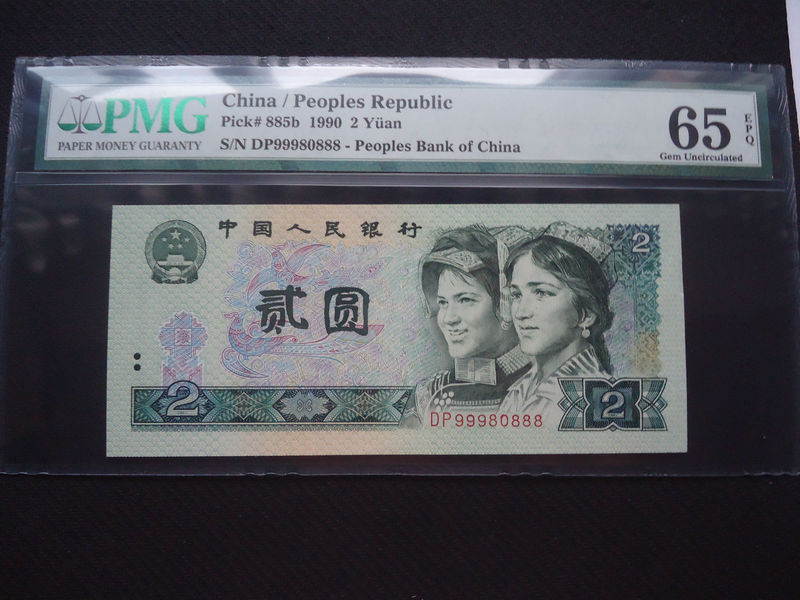 PMG
PAPER MONEY GUARANTY
China / Peoples Republic
Pick# 885b 1990 2 Yüan
S/N DP99980888 - Peoples Bank of China
65 EPQ
Gem Uncirculated
中国人民银行
2
贰圆
2
DP99980888
2